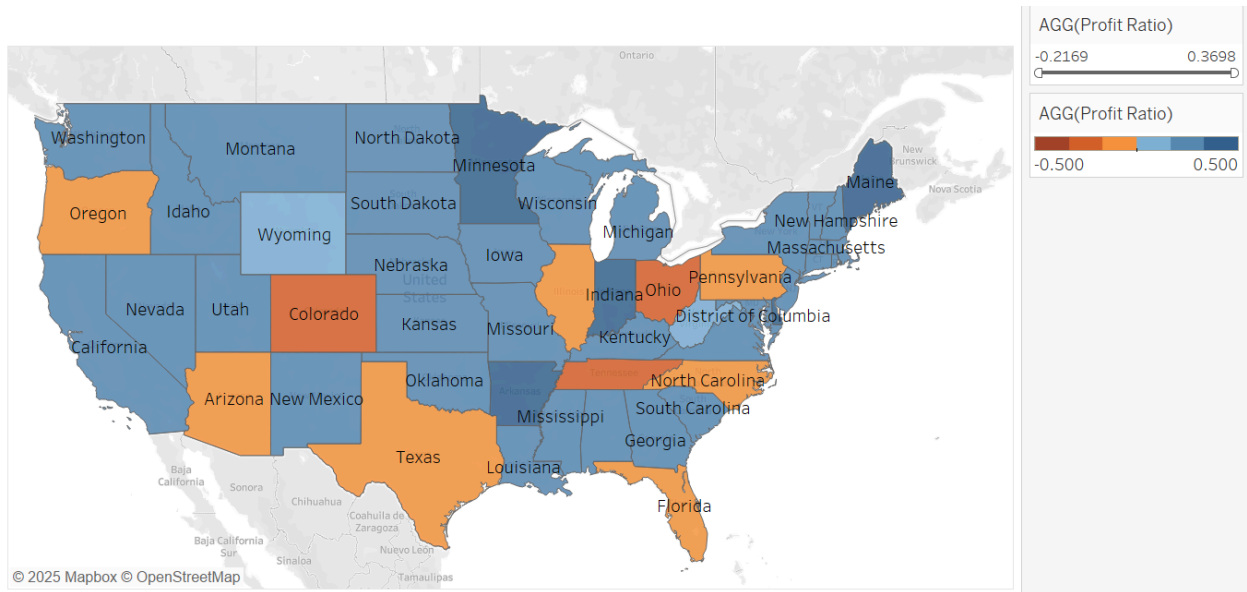 AGG(Profit Ratio)
-0.2169 0.3698
AGG(Profit Ratio)
-0.500 0.500
Ontario
New
Brunswick
Nova Scotia
Washington
Montana
North Dakota
Minnesota
Maine
Oregon
Idaho
South Dakota
Wisconsin
Wyoming
Michigan
New Hampshire
Massachusetts
Iowa
Nebraska
United
States
Nevada
Utah
Colorado
Kansas
Missouri
Indiana
Ohio
Pennsylvania
District of Columbia
California
Kentucky
Tennessee
Arizona
New Mexico
Oklahoma
Arkansas
North Carolina
Mississippi
South Carolina
Georgia
Texas
Louisiana
Florida
Baja
California
Sonora
Chihuahua
Coahuila de
Zaragoza
Baja California
Sur
Sinaloa
Nuevo León
Tamaulipas
© 2025 Mapbox © OpenStreetMap